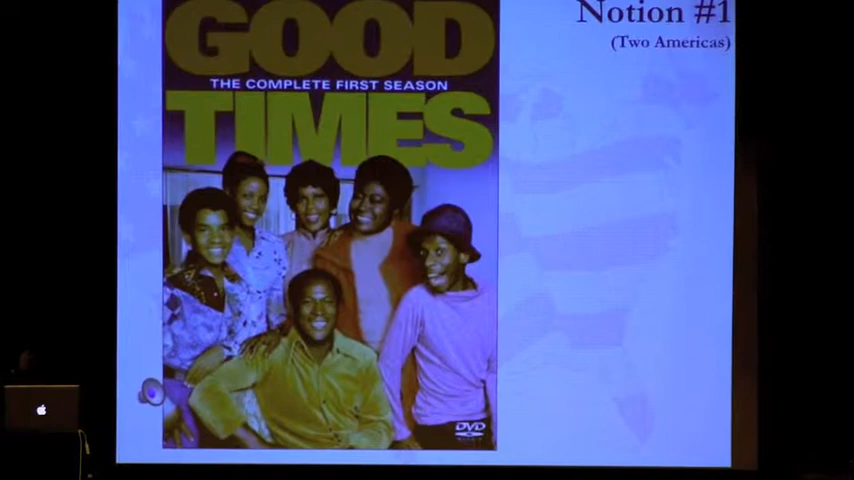 Notion #1
(Two Americas)
GOOD
THE COMPLETE FIRST SEASON
TIMES
DVD